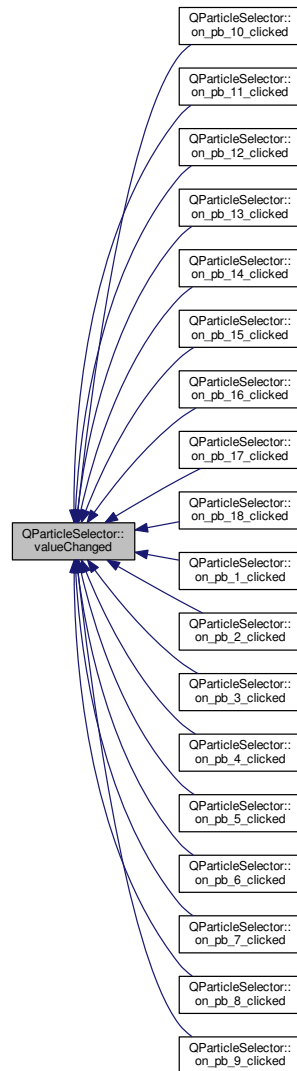 QParticleSelector::
on_pb_10_clicked
QParticleSelector::
on_pb_11_clicked
QParticleSelector::
on_pb_12_clicked
QParticleSelector::
on_pb_13_clicked
QParticleSelector::
on_pb_14_clicked
QParticleSelector::
on_pb_15_clicked
QParticleSelector::
on_pb_16_clicked
QParticleSelector::
on_pb_17_clicked
QParticleSelector::
on_pb_18_clicked
QParticleSelector::
valueChanged
QParticleSelector::
on_pb_1_clicked
QParticleSelector::
on_pb_2_clicked
QParticleSelector::
on_pb_3_clicked
QParticleSelector::
on_pb_4_clicked
QParticleSelector::
on_pb_5_clicked
QParticleSelector::
on_pb_6_clicked
QParticleSelector::
on_pb_7_clicked
QParticleSelector::
on_pb_8_clicked
QParticleSelector::
on_pb_9_clicked